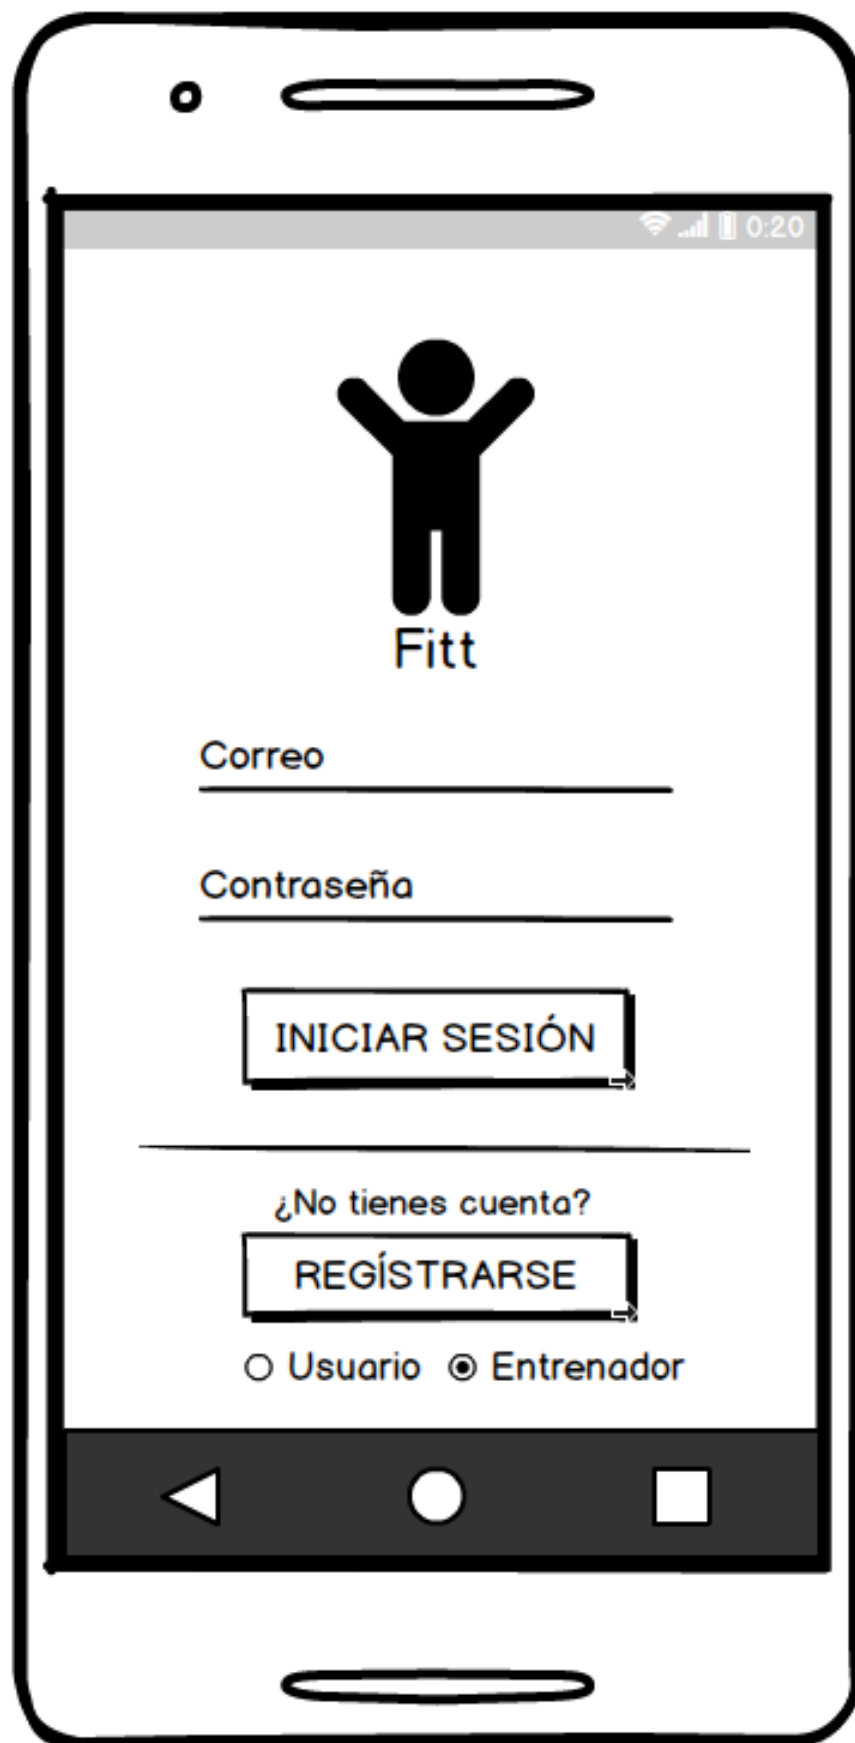 0:20
Fitt
Correo
Contraseña
INICIAR SESIÓN
¿No tienes cuenta?
REGÍSTRARSE
Usuario Entrenador